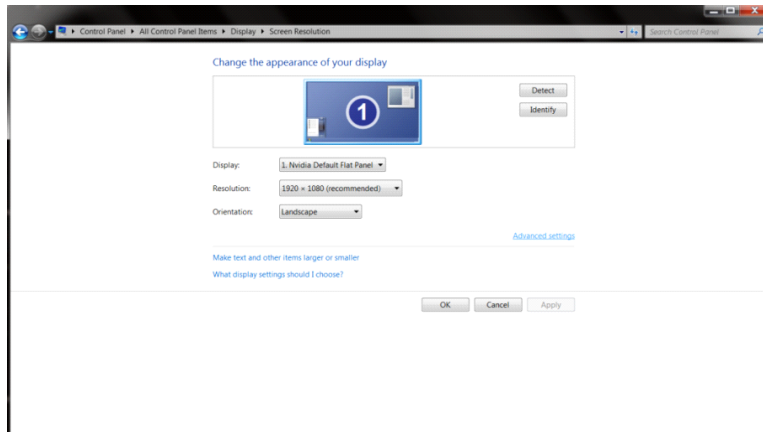 Control Panel ▸ All Control Panel Items ▸ Display ▸ Screen Resolution
Search Control Panel
Change the appearance of your display
1
Detect
Identify
Display: 1. Nvidia Default Flat Panel
Resolution: 1920 × 1080 (recommended)
Orientation: Landscape
Advanced settings
Make text and other items larger or smaller
What display settings should I choose?
OK Cancel Apply